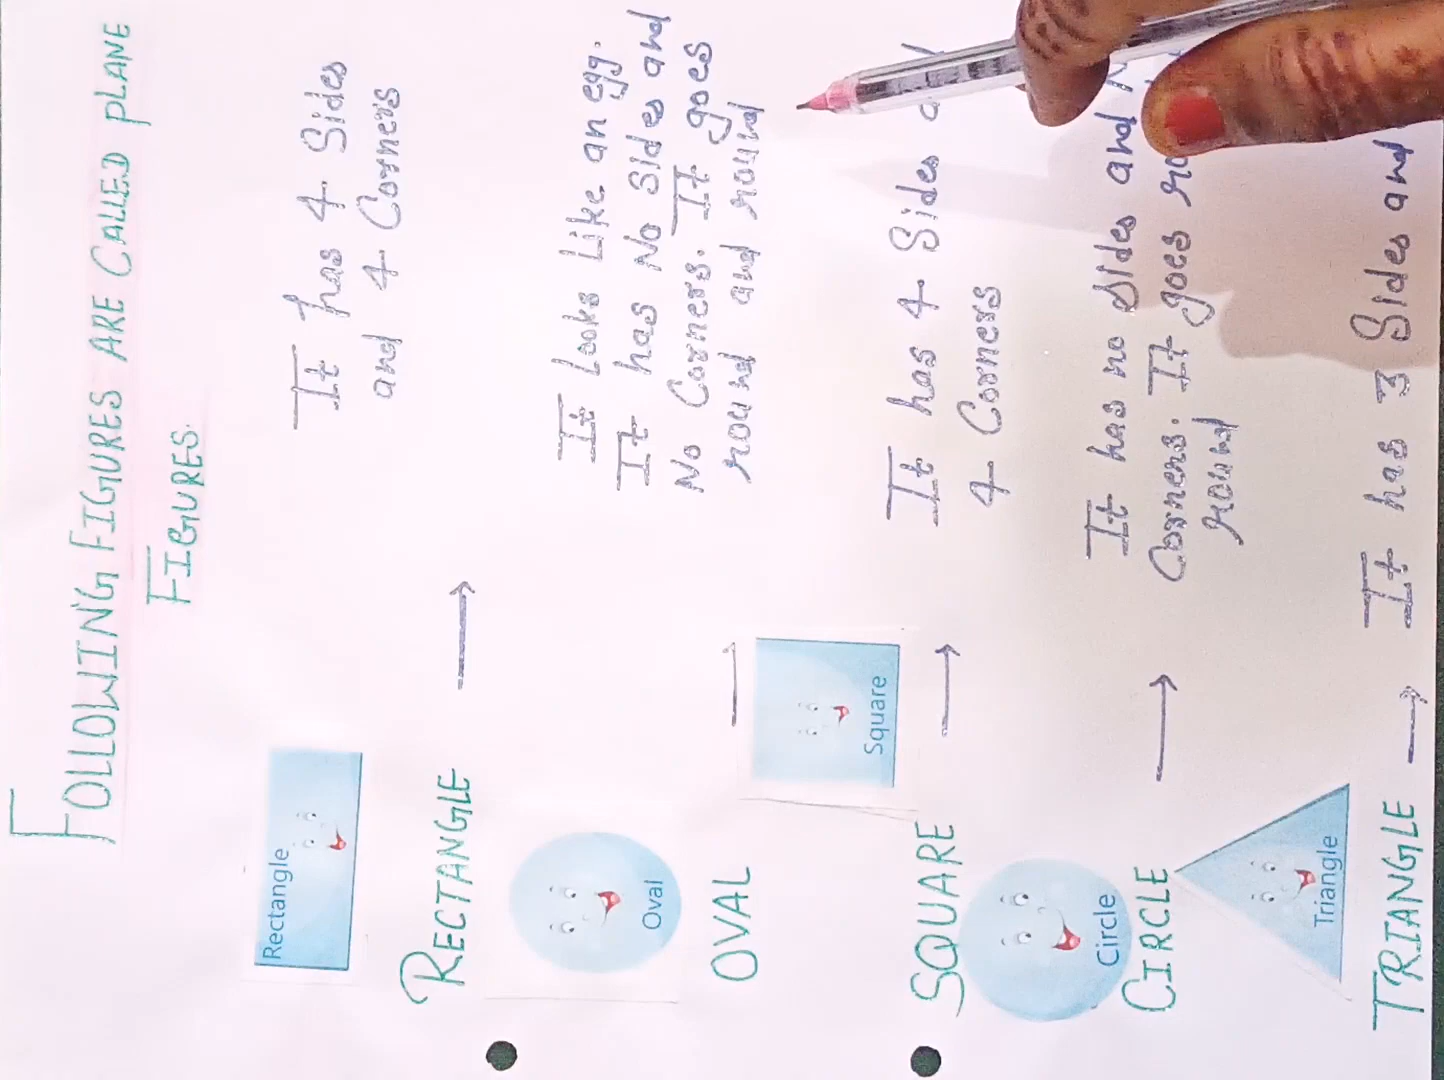 FOLLOWING FIGURES ARE CALLED PLANE
FIGURES.
Rectangle
RECTANGLE →
It has 4 Sides
and 4 Corners
Oval
OVAL →
It Looks Like an egg.
It has No Sides and
No Corners. It goes
round and round
Square
SQUARE →
It has 4 Sides
4 Corners
Circle
CIRCLE →
It has no Sides and
Corners. It goes
round
Triangle
TRIANGLE →
It has 3 Sides and